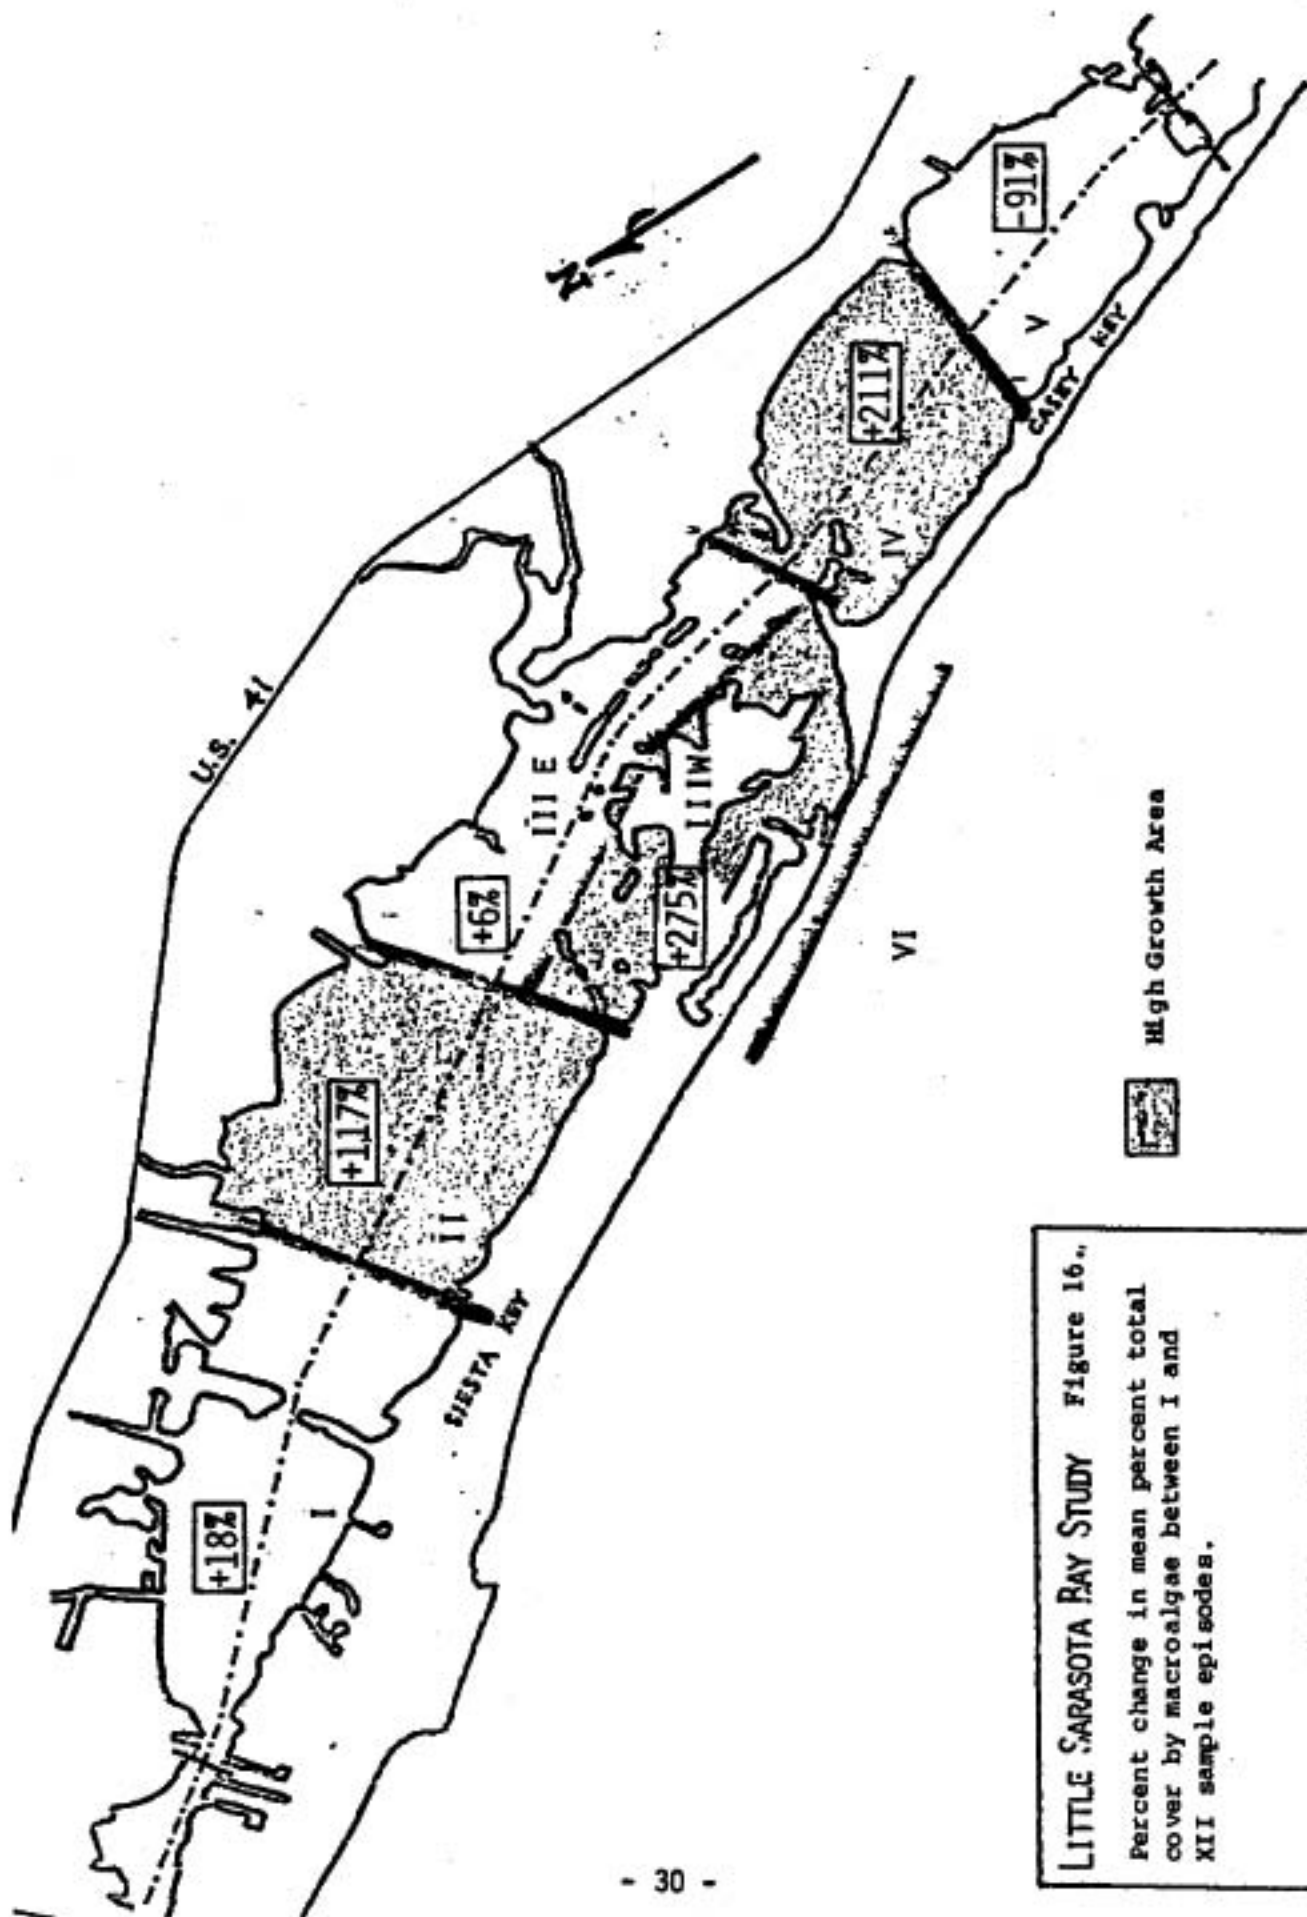 U.S. 41
N
+18%
I
+117%
II
SIESTA KEY
+6%
III E
+275%
IIIW
+211%
IV
-91%
V
CASEY KEY
VI
High Growth Area
LITTLE SARASOTA BAY STUDY Figure 16.,
Percent change in mean percent total
cover by macroalgae between I and
XII sample episodes.
- 30 -